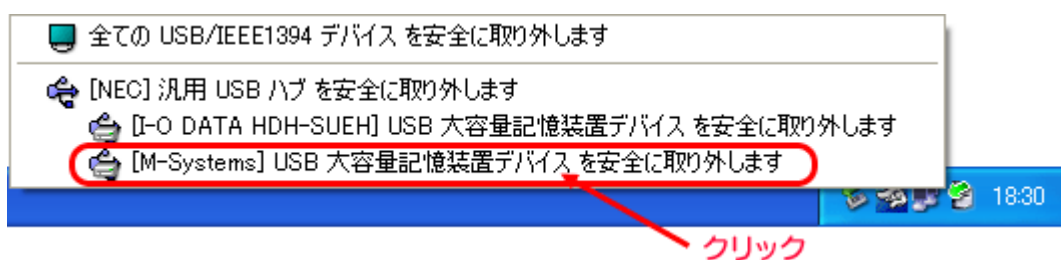 全ての USB/IEEE1394 デバイス を安全に取り外します
[NEC] 汎用 USB ハブ を安全に取り外します
[I-O DATA HDH-SUEH] USB 大容量記憶装置デバイス を安全に取り外します
[M-Systems] USB 大容量記憶装置デバイス を安全に取り外します
18:30
クリック